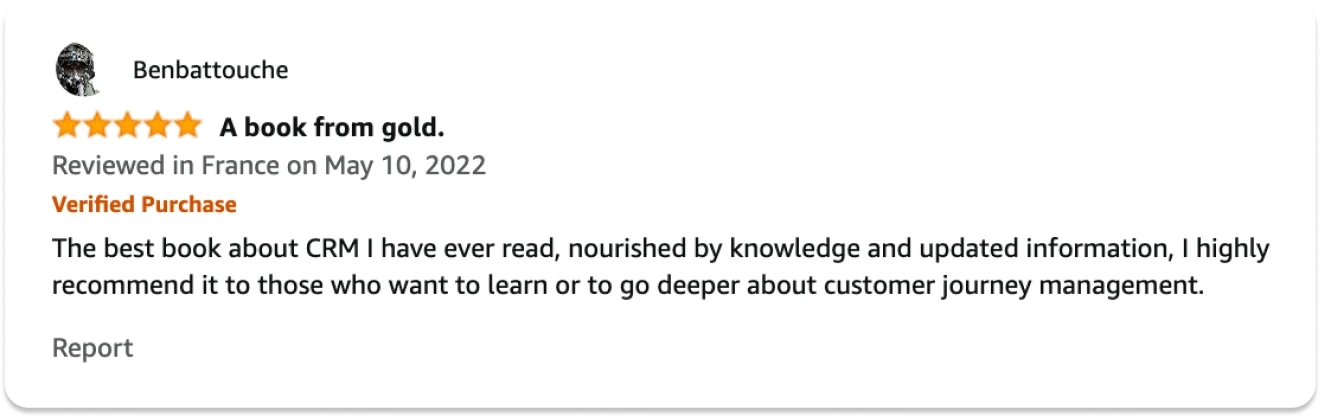 Benbattouche
A book from gold.
Reviewed in France on May 10, 2022
Verified Purchase
The best book about CRM I have ever read, nourished by knowledge and updated information, I highly
recommend it to those who want to learn or to go deeper about customer journey management.
Report